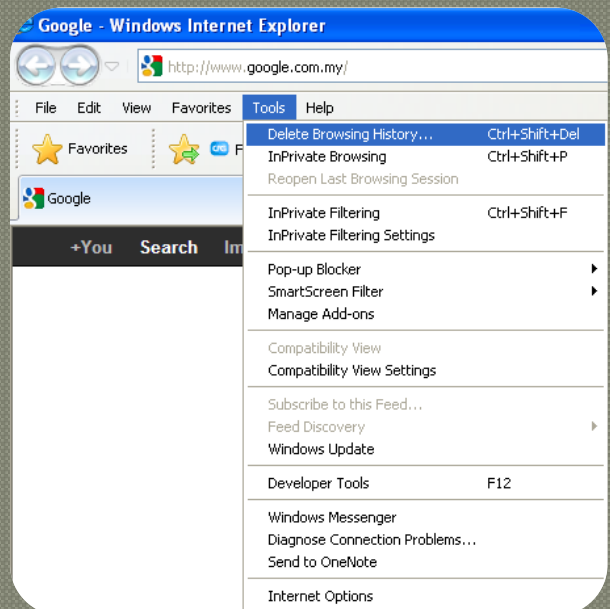 Google - Windows Internet Explorer
http://www.google.com.my/
File Edit View Favorites Tools Help
Favorites
Google
+You Search
Delete Browsing History... Ctrl+Shift+Del
InPrivate Browsing Ctrl+Shift+P
Reopen Last Browsing Session
InPrivate Filtering Ctrl+Shift+F
InPrivate Filtering Settings
Pop-up Blocker
SmartScreen Filter
Manage Add-ons
Compatibility View
Compatibility View Settings
Subscribe to this Feed...
Feed Discovery
Windows Update
Developer Tools F12
Windows Messenger
Diagnose Connection Problems...
Send to OneNote
Internet Options